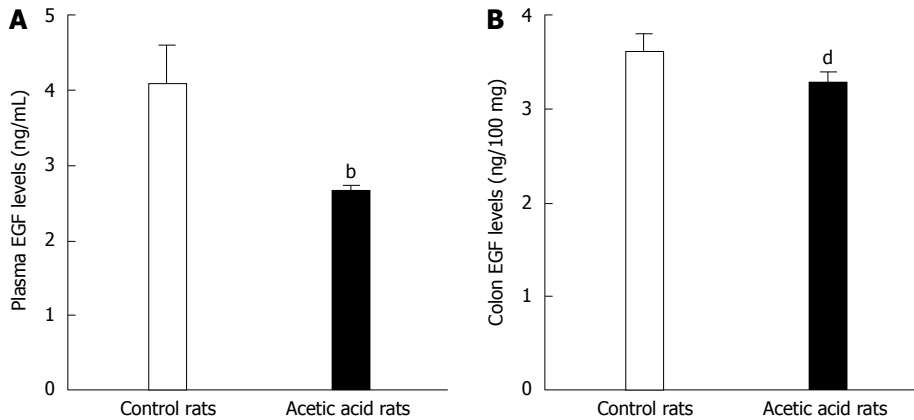 A
Plasma EGF levels (ng/mL)
5
4
3
2
1
0
b
Control rats
Acetic acid rats
B
Colon EGF levels (ng/100 mg)
4
3
2
1
0
d
Control rats
Acetic acid rats